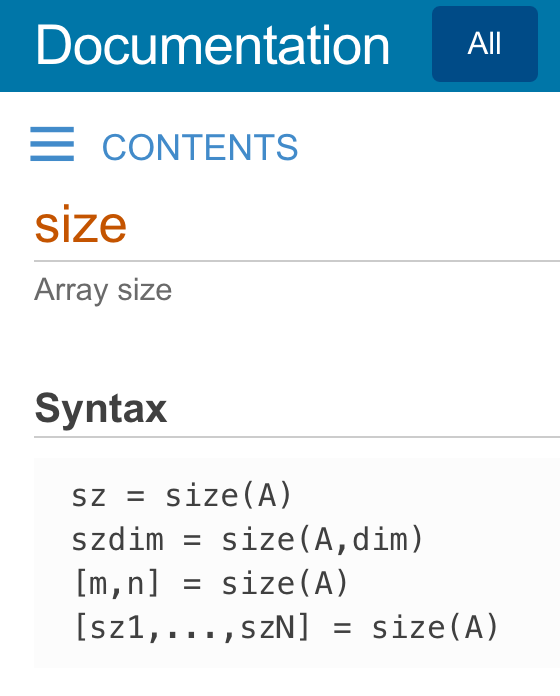 Documentation All
CONTENTS
size
Array size
Syntax
sz = size(A)
szdim = size(A,dim)
[m,n] = size(A)
[sz1,...,szN] = size(A)